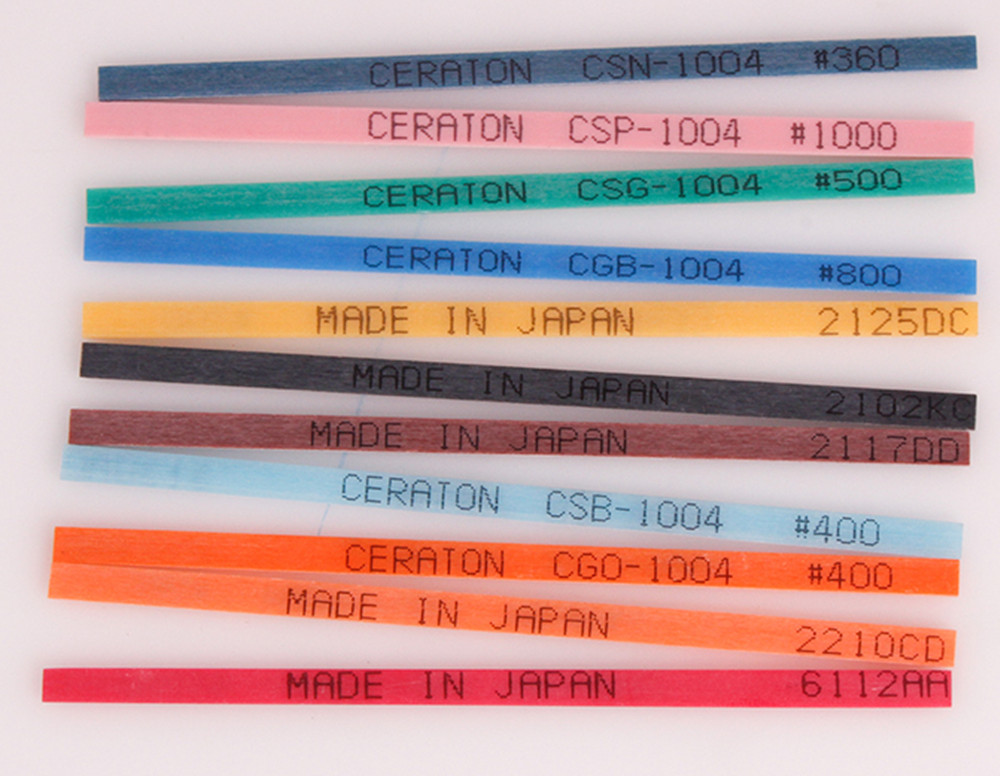 CERATON CSN-1004 #360
CERATON CSP-1004 #1000
CERATON CSG-1004 #500
CERATON CGB-1004 #800
MADE IN JAPAN 2125DC
MADE IN JAPAN 2102KC
MADE IN JAPAN 2117DD
CERATON CSB-1004 #400
CERATON CGO-1004 #400
MADE IN JAPAN 2210CD
MADE IN JAPAN 6112AA